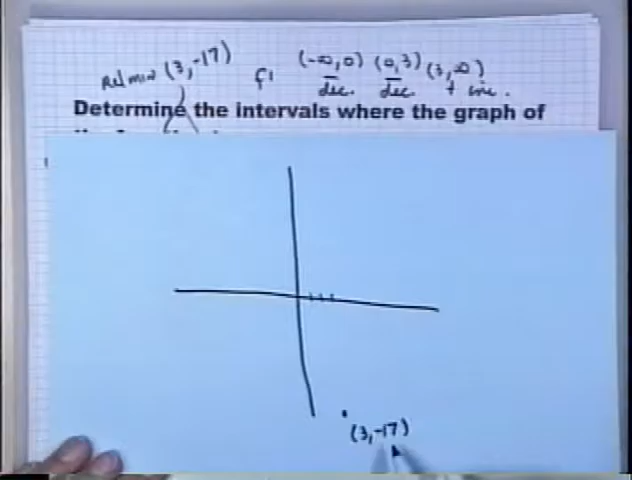 Rel min (3,-17) f' (-∞,0) (0,3) (3,∞)
- dec. - dec. + inc.
Determine the intervals where the graph of
(3,-17)